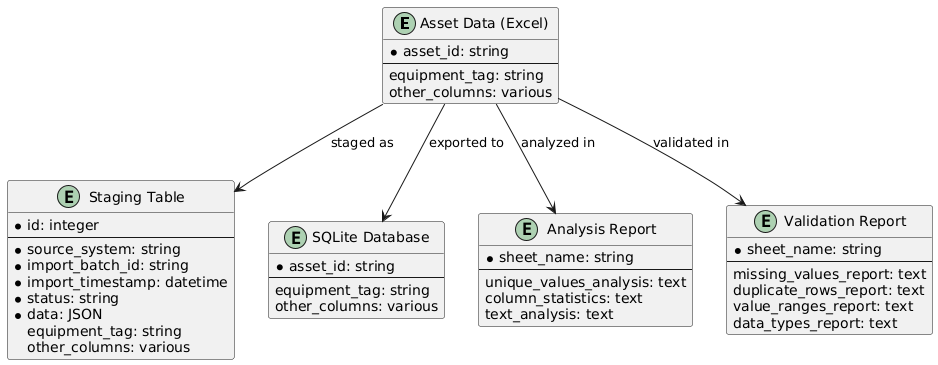 E Asset Data (Excel)
asset_id: string
equipment_tag: string
other_columns: various
staged as
exported to
analyzed in
validated in
E Staging Table
id: integer
source_system: string
import_batch_id: string
import_timestamp: datetime
status: string
data: JSON
equipment_tag: string
other_columns: various
E SQLite Database
asset_id: string
equipment_tag: string
other_columns: various
E Analysis Report
sheet_name: string
unique_values_analysis: text
column_statistics: text
text_analysis: text
E Validation Report
sheet_name: string
missing_values_report: text
duplicate_rows_report: text
value_ranges_report: text
data_types_report: text